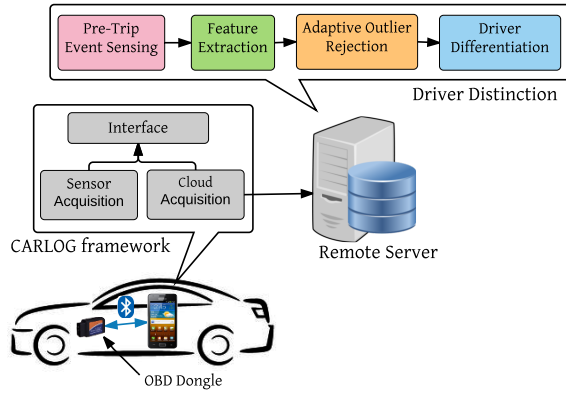 Pre-Trip
Event Sensing
Feature
Extraction
Adaptive Outlier
Rejection
Driver
Differentiation
Driver Distinction
Interface
Sensor
Acquisition
Cloud
Acquisition
CARLOG framework
Remote Server
OBD Dongle